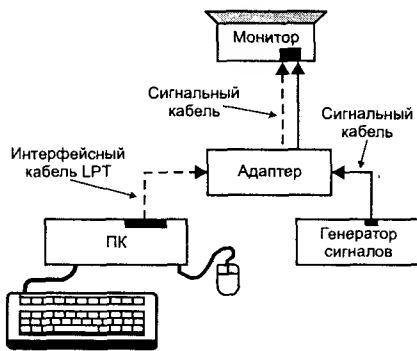 Монитор
Сигнальный
кабель
Сигнальный
кабель
Интерфейсный
кабель LPT
Адаптер
ПК
Генератор
сигналов